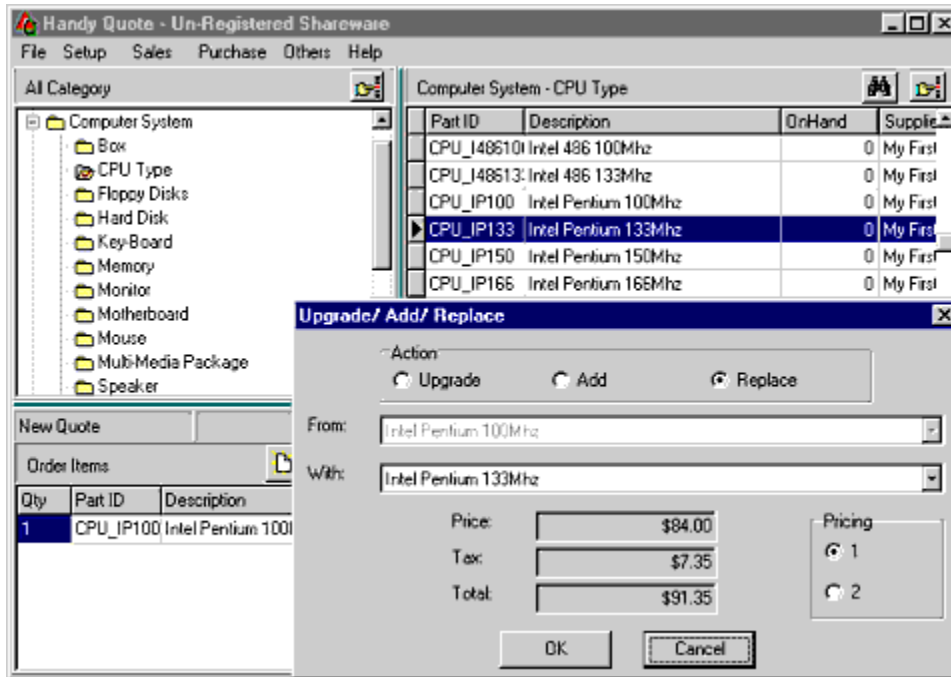 Handy Quote - Un-Registered Shareware
File Setup Sales Purchase Others Help
All Category
Computer System - CPU Type
Computer System
Box
CPU Type
Floppy Disks
Hard Disk
Key-Board
Memory
Monitor
Motherboard
Mouse
Multi-Media Package
Speaker
Part ID Description OnHand Supplie
CPU_I48610 Intel 486 100Mhz 0 My First
CPU_I48613 Intel 486 133Mhz 0 My First
CPU_IP100 Intel Pentium 100Mhz 0 My First
CPU_IP133 Intel Pentium 133Mhz 0 My First
CPU_IP150 Intel Pentium 150Mhz 0 My First
CPU_IP166 Intel Pentium 166Mhz 0 My First
New Quote
Order Items
Qty Part ID Description
1 CPU_IP100 Intel Pentium 100
Upgrade/ Add/ Replace
Action
Upgrade Add Replace
From: Intel Pentium 100Mhz
With: Intel Pentium 133Mhz
Price: $84.00
Tax: $7.35
Total: $91.35
Pricing
1
2
OK Cancel